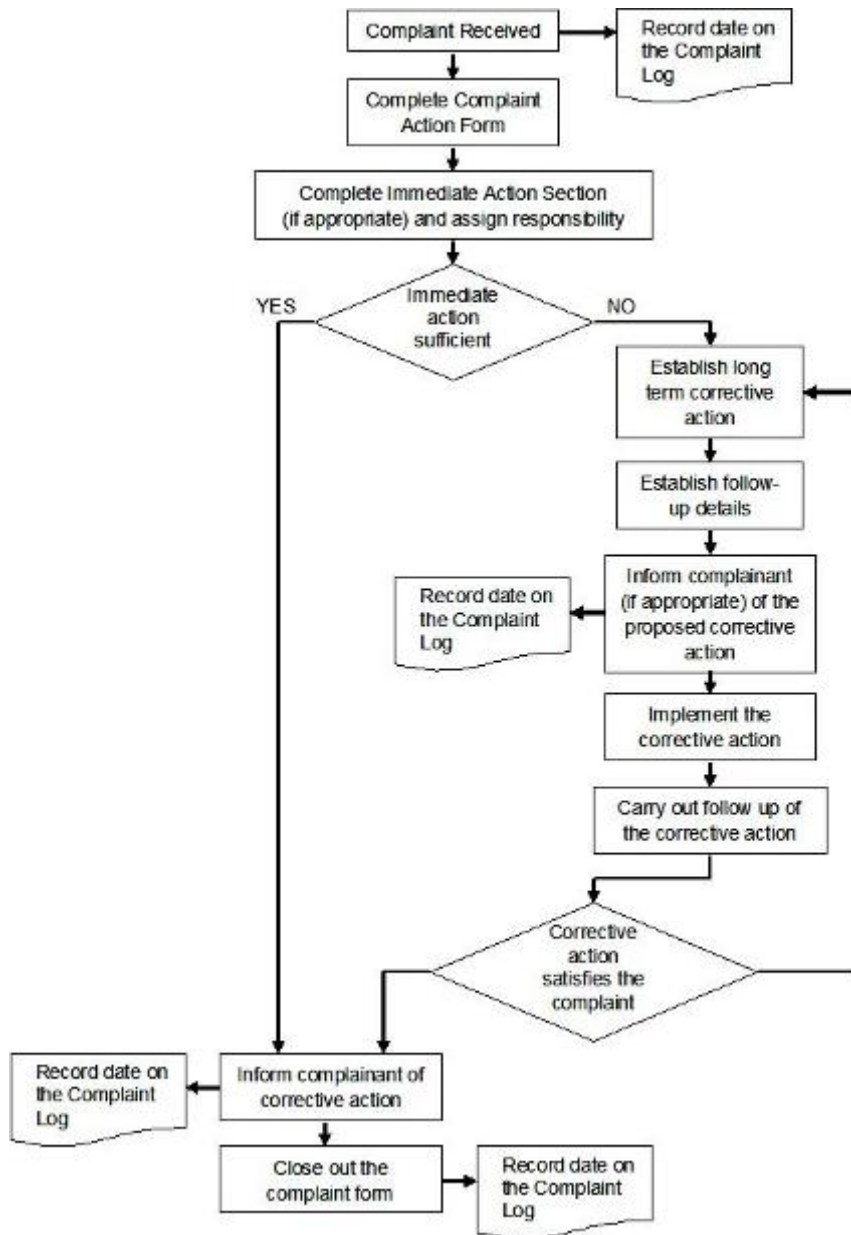 Complaint Received
Record date on
the Complaint
Log
Complete Complaint
Action Form
Complete Immediate Action Section
(if appropriate) and assign responsibility
YES
Immediate
action
sufficient
NO
Establish long
term corrective
action
Establish follow-
up details
Record date on
the Complaint
Log
Inform complainant
(if appropriate) of the
proposed corrective
action
Implement the
corrective action
Carry out follow up of
the corrective action
Corrective
action
satisfies the
complaint
Record date on
the Complaint
Log
Inform complainant of
corrective action
Close out the
complaint form
Record date on
the Complaint
Log